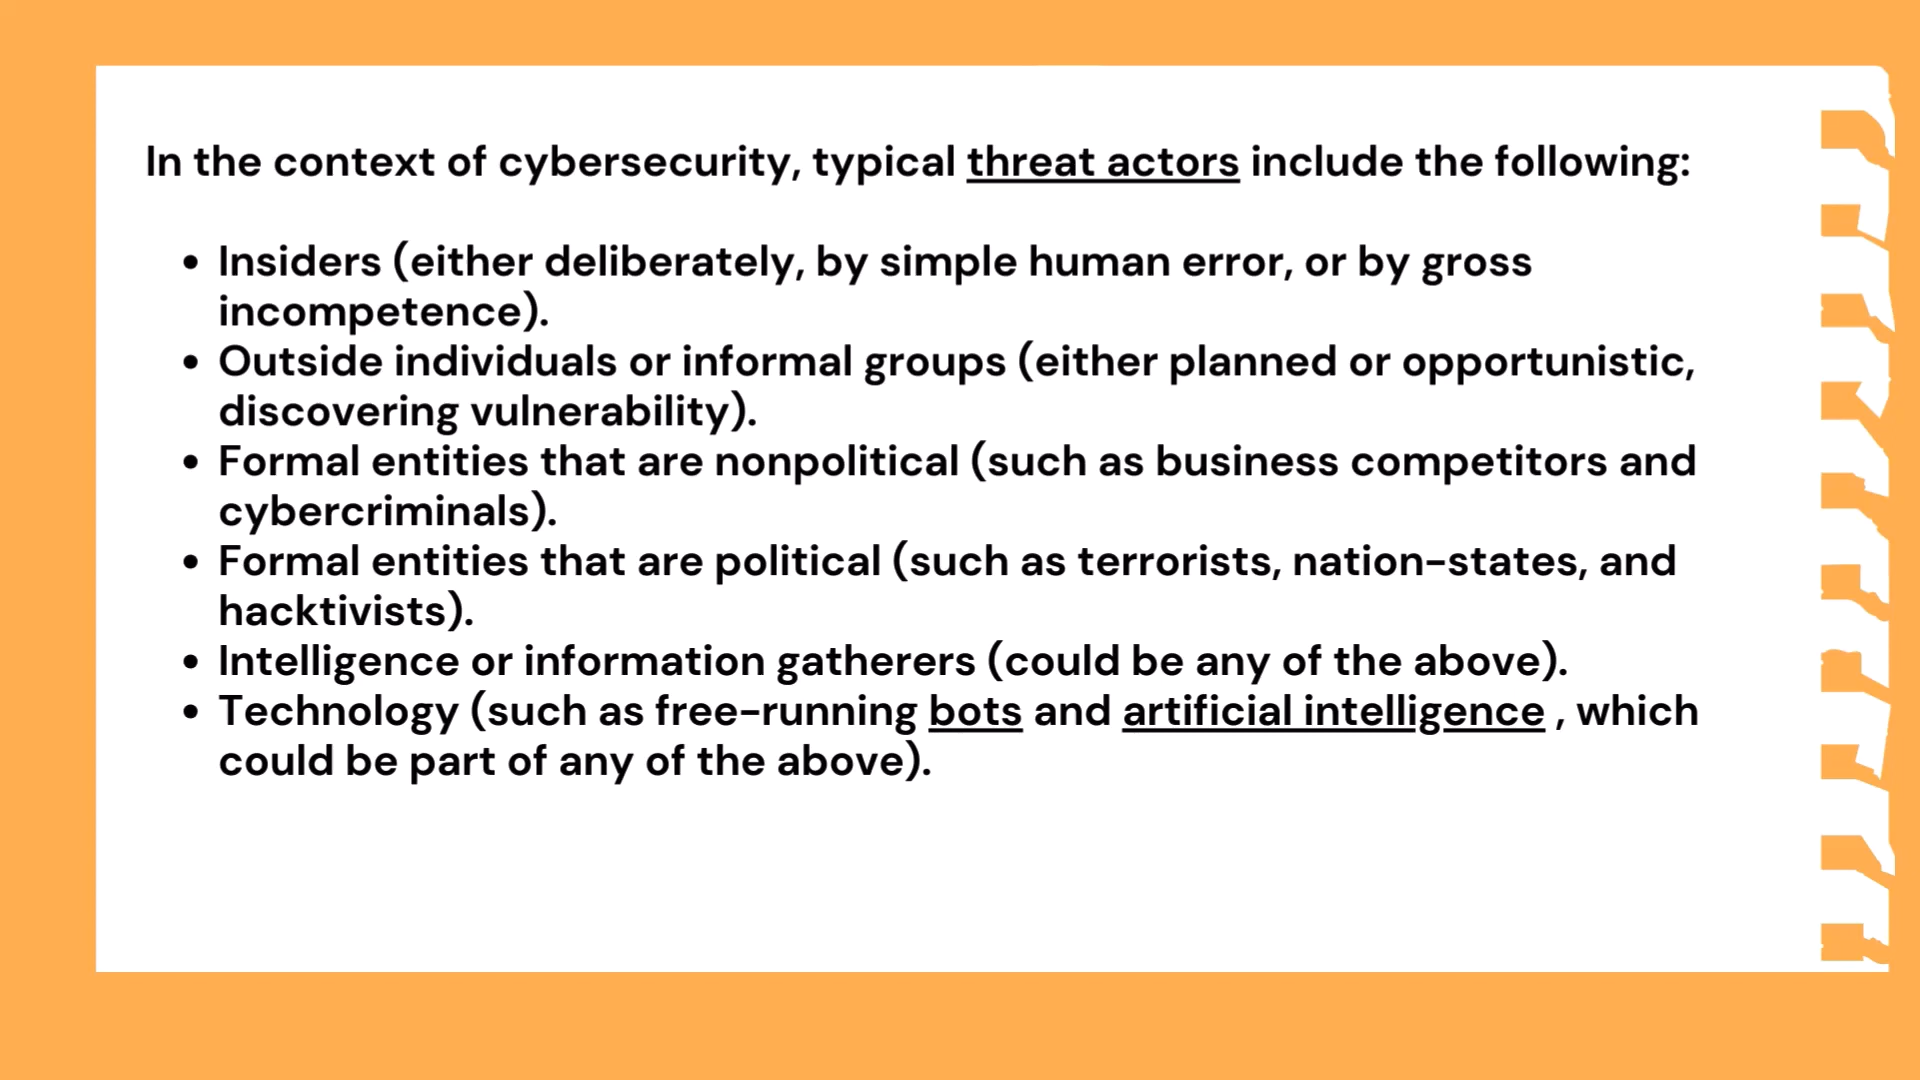 In the context of cybersecurity, typical threat actors include the following:
• Insiders (either deliberately, by simple human error, or by gross
incompetence).
• Outside individuals or informal groups (either planned or opportunistic,
discovering vulnerability).
• Formal entities that are nonpolitical (such as business competitors and
cybercriminals).
• Formal entities that are political (such as terrorists, nation-states, and
hacktivists).
• Intelligence or information gatherers (could be any of the above).
• Technology (such as free-running bots and artificial intelligence , which
could be part of any of the above).